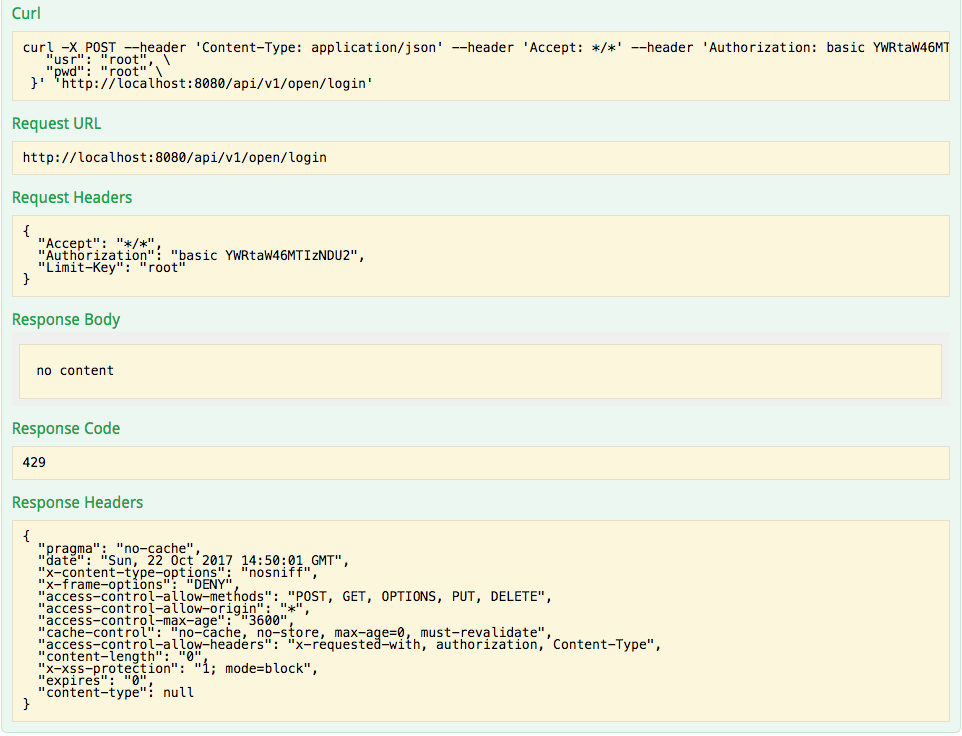 Curl
curl -X POST --header 'Content-Type: application/json' --header 'Accept: */*' --header 'Authorization: basic YWRtaW46MT
"usr": "root", \
"pwd": "root" \
}' 'http://localhost:8080/api/v1/open/login'
Request URL
http://localhost:8080/api/v1/open/login
Request Headers
{
"Accept": "*/*",
"Authorization": "basic YWRtaW46MTIzNDU2",
"Limit-Key": "root"
}
Response Body
no content
Response Code
429
Response Headers
{
"pragma": "no-cache",
"date": "Sun, 22 Oct 2017 14:50:01 GMT",
"x-content-type-options": "nosniff",
"x-frame-options": "DENY",
"access-control-allow-methods": "POST, GET, OPTIONS, PUT, DELETE",
"access-control-allow-origin": "*",
"access-control-max-age": "3600",
"cache-control": "no-cache, no-store, max-age=0, must-revalidate",
"access-control-allow-headers": "x-requested-with, authorization, Content-Type",
"content-length": "0",
"x-xss-protection": "1; mode=block",
"expires": "0",
"content-type": null
}